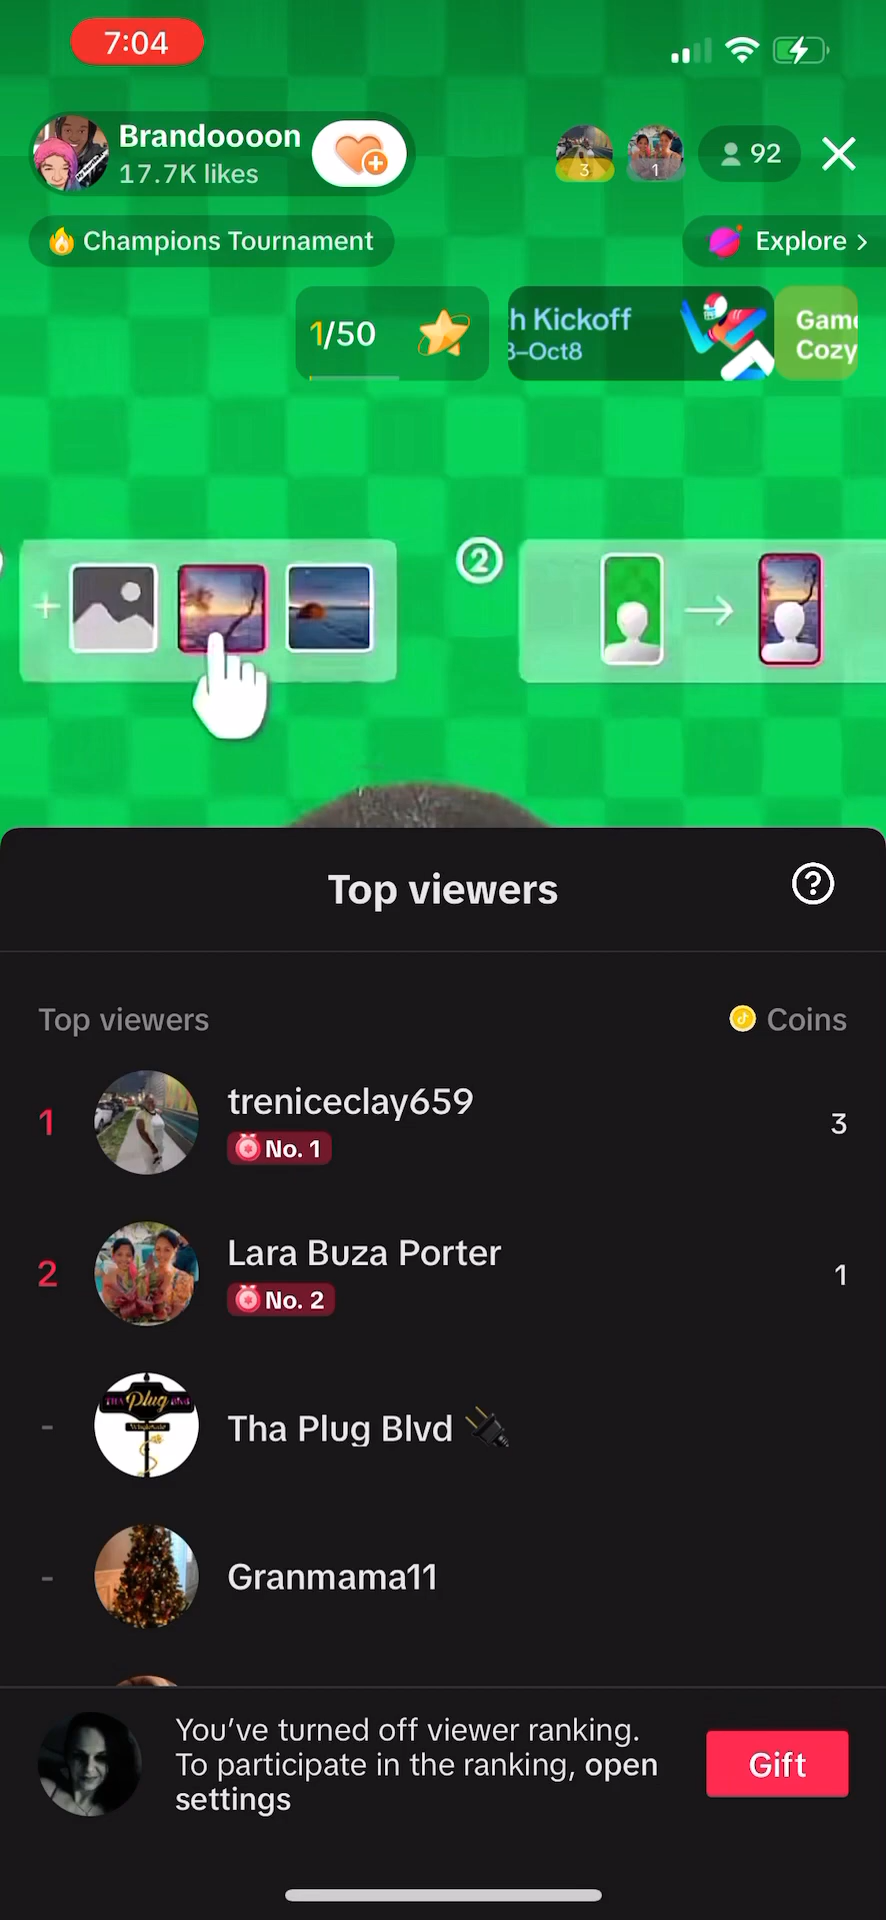 7:04
Brandoooon
17.7K likes
3
1
92
Champions Tournament
Explore >
1/50
h Kickoff
3–Oct8
Game
Cozy
2
Top viewers
Top viewers
Coins
1
treniceclay659
3
No. 1
2
Lara Buza Porter
1
No. 2
-
Plug
Tha Plug Blvd 🔌
-
Granmama11
You've turned off viewer ranking.
To participate in the ranking, open
settings
Gift